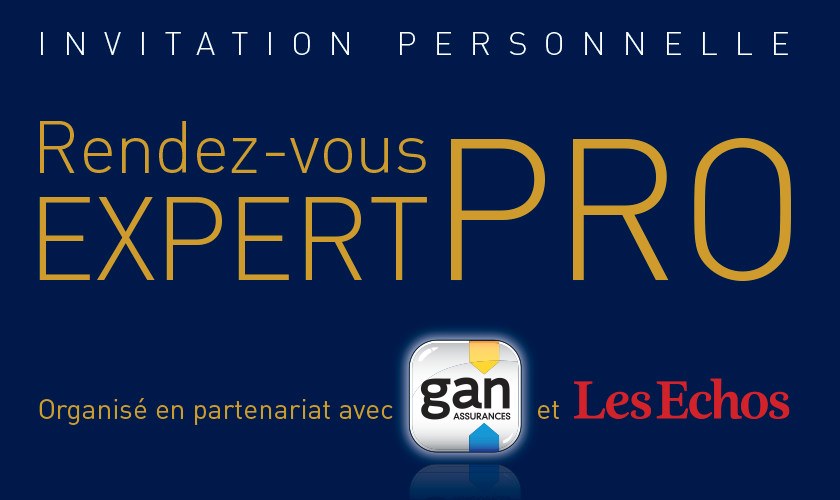 INVITATION PERSONNELLE
Rendez-vous
EXPERT PRO
Organisé en partenariat avec gan ASSURANCES et Les Echos